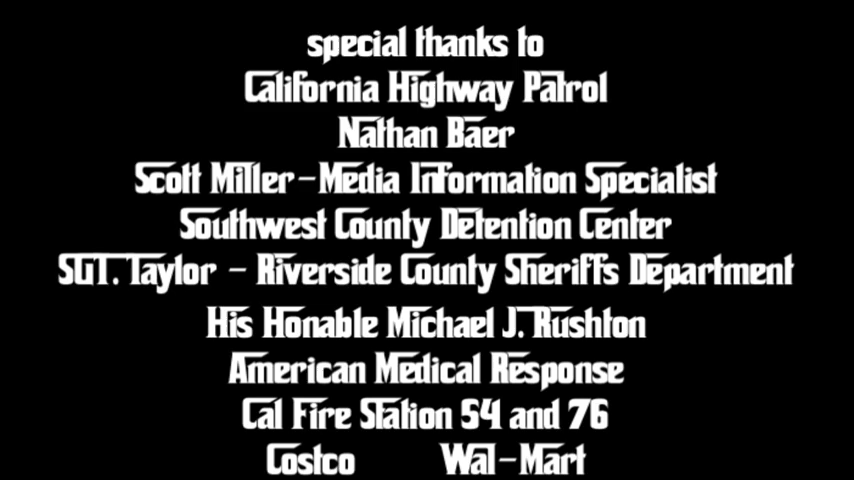 special thanks to
California Highway Patrol
Nathan Baer
Scott Miller-Media Information Specialist
Southwest County Detention Center
SGT. Taylor - Riverside County Sheriffs Department
His Honable Michael J. Rushton
American Medical Response
Cal Fire Station 54 and 76
Costco Wal-Mart